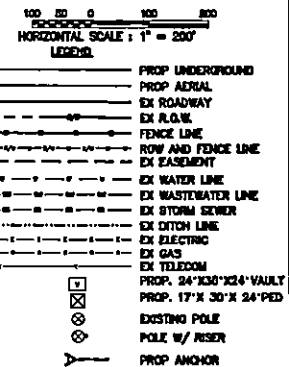 100 50 0 100 200
HORIZONTAL SCALE : 1" = 200'
LEGEND
PROP UNDERGROUND
PROP AERIAL
EX ROADWAY
EX R.O.W.
FENCE LINE
ROW AND FENCE LINE
EX EASEMENT
EX WATER LINE
EX WASTEWATER LINE
EX STORM SEWER
EX DITCH LINE
EX ELECTRIC
EX GAS
EX TELECOM
V PROP. 24"X30"X24"VAULT
PROP. 17"X 30"X 24"PED
EXISTING POLE
POLE W/ RISER
PROP ANCHOR